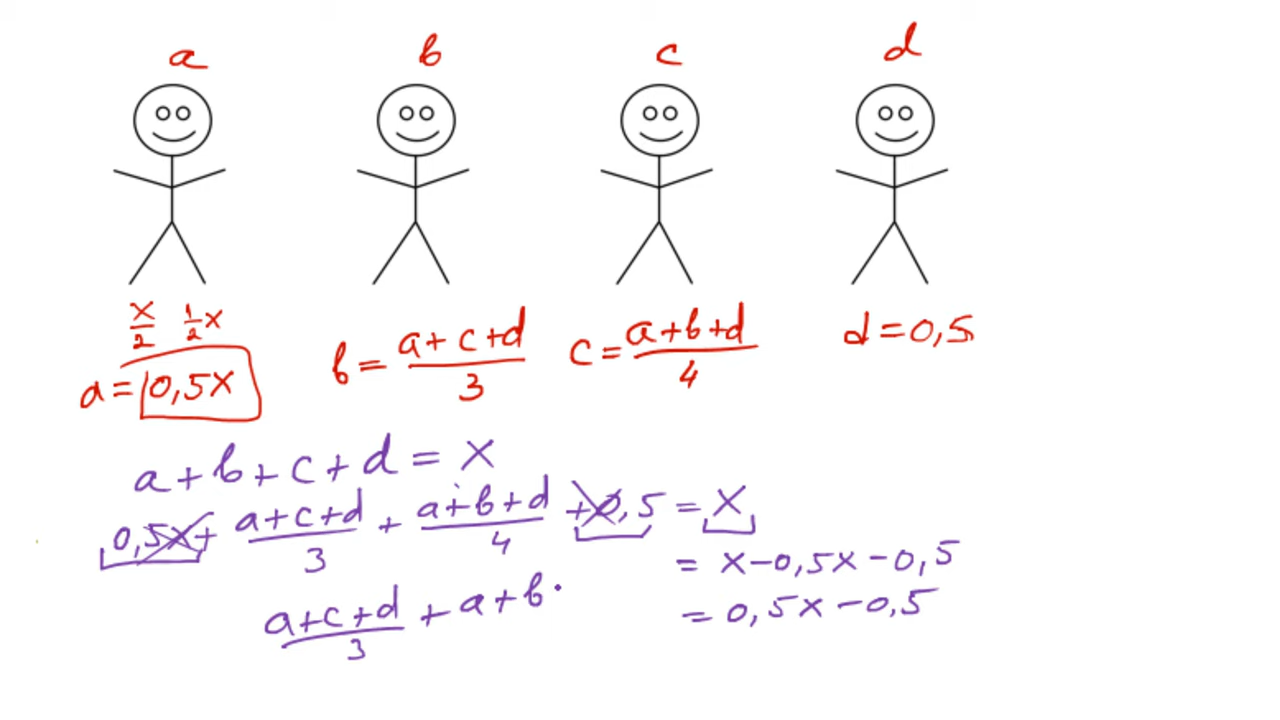 a b c d
x/2 1/2x
a = 0,5x b = (a+c+d)/3 c = (a+b+d)/4 d = 0,5
a + b + c + d = x
0,5x + (a+c+d)/3 + (a+b+d)/4 + 0,5 = x
= x - 0,5x - 0,5
(a+c+d)/3 + a+b = 0,5x - 0,5